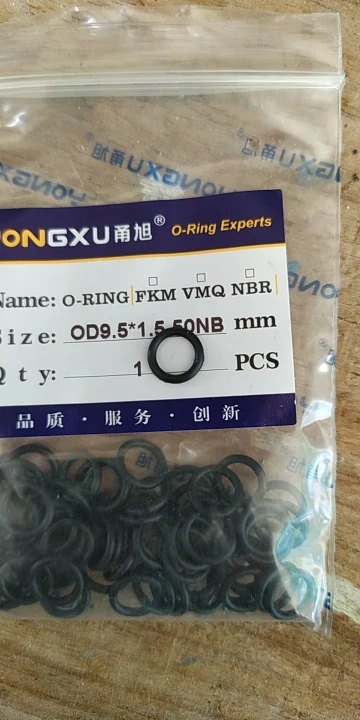 ONGXU甬旭® O-Ring Experts
Name: O-RING FKM VMQ NBR
Size: OD9.5*1.5 50NB mm
Q t y: 1 PCS
品质·服务·创新